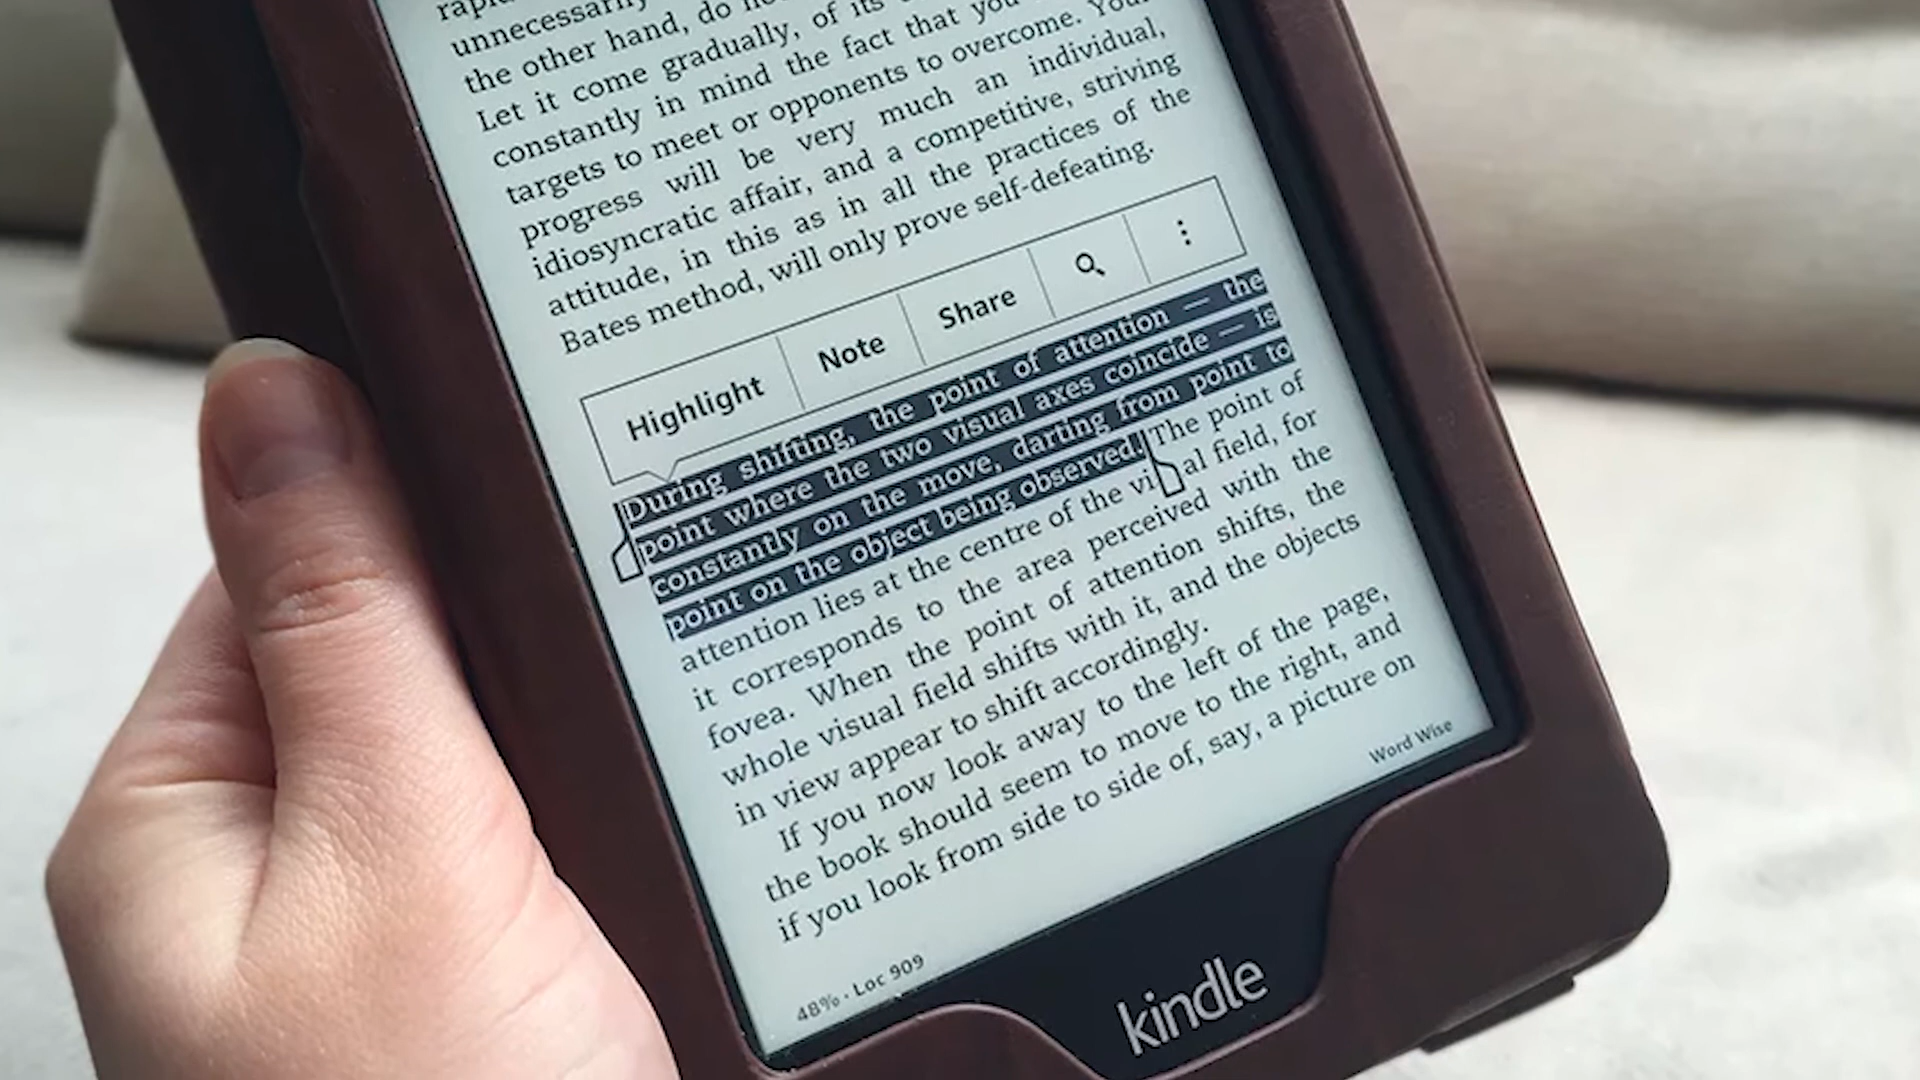 unnecessarily
the other hand, do
Let it come gradually, of its
constantly in mind the fact that you
targets to meet or opponents to overcome. Your
progress will be very much an individual,
idiosyncratic affair, and a competitive, striving
attitude, in this as in all the practices of the
Bates method, will only prove self-defeating.
Highlight Note Share
During shifting, the point of attention — the
point where the two visual axes coincide — is
constantly on the move, darting from point to
point on the object being observed. The point of
attention lies at the centre of the vi al field, for
it corresponds to the area perceived with the
fovea. When the point of attention shifts, the
whole visual field shifts with it, and the objects
in view appear to shift accordingly.
If you now look away to the left of the page,
the book should seem to move to the right, and
if you look from side to side of, say, a picture on
Word Wise
48% · Loc 909
kindle